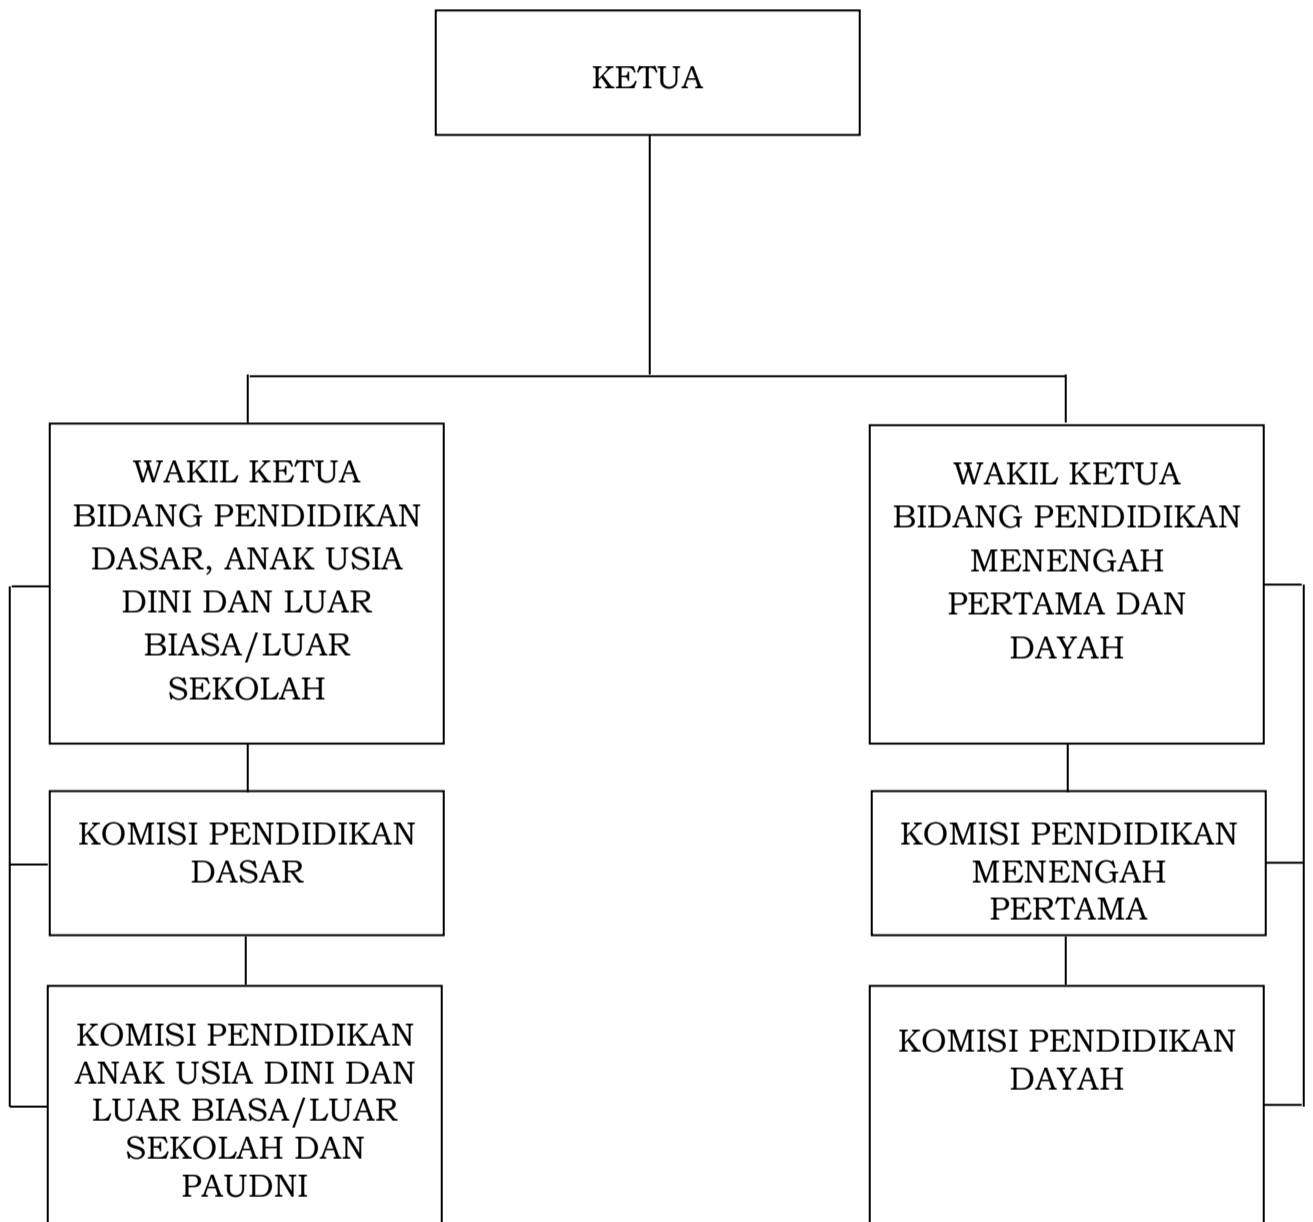 KETUA
WAKIL KETUA
BIDANG PENDIDIKAN
DASAR, ANAK USIA
DINI DAN LUAR
BIASA/LUAR
SEKOLAH
KOMISI PENDIDIKAN
DASAR
KOMISI PENDIDIKAN
ANAK USIA DINI DAN
LUAR BIASA/LUAR
SEKOLAH DAN
PAUDNI
WAKIL KETUA
BIDANG PENDIDIKAN
MENENGAH
PERTAMA DAN
DAYAH
KOMISI PENDIDIKAN
MENENGAH
PERTAMA
KOMISI PENDIDIKAN
DAYAH